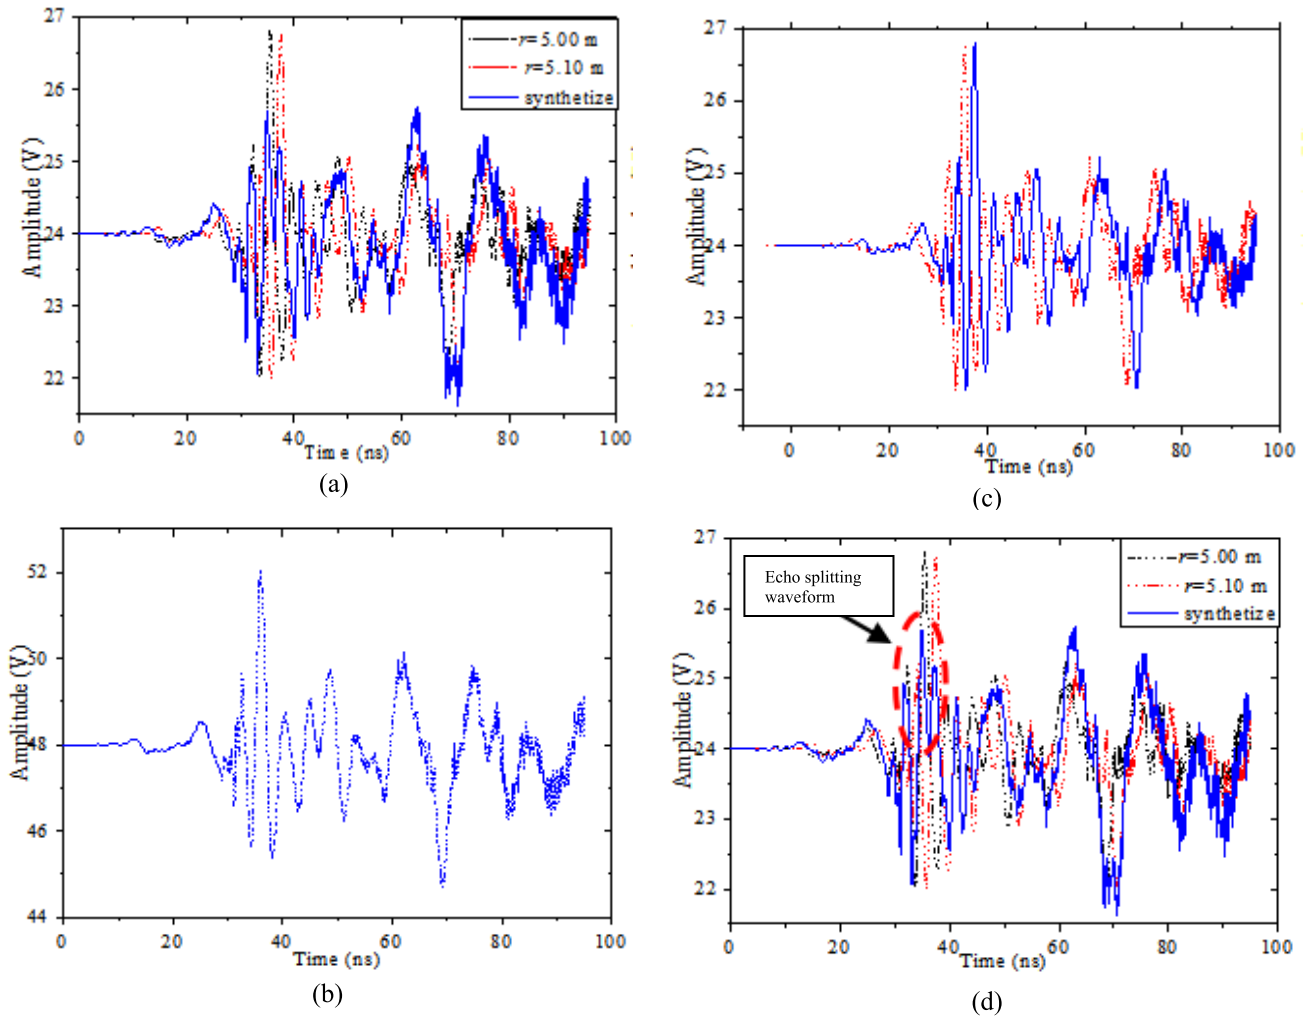 27
26
25
24
23
22
Amplitude (V)
r=5.00 m
r=5.10 m
synthetize
0
20
40
60
80
100
Time (ns)
(a)
27
26
25
24
23
22
Amplitude (V)
0
20
40
60
80
100
Time (ns)
(c)
52
50
48
46
44
Amplitude (V)
0
20
40
60
80
100
Time (ns)
(b)
27
26
25
24
23
22
Amplitude (V)
Echo splitting
waveform
r=5.00 m
r=5.10 m
synthetize
0
20
40
60
80
100
Time (ns)
(d)